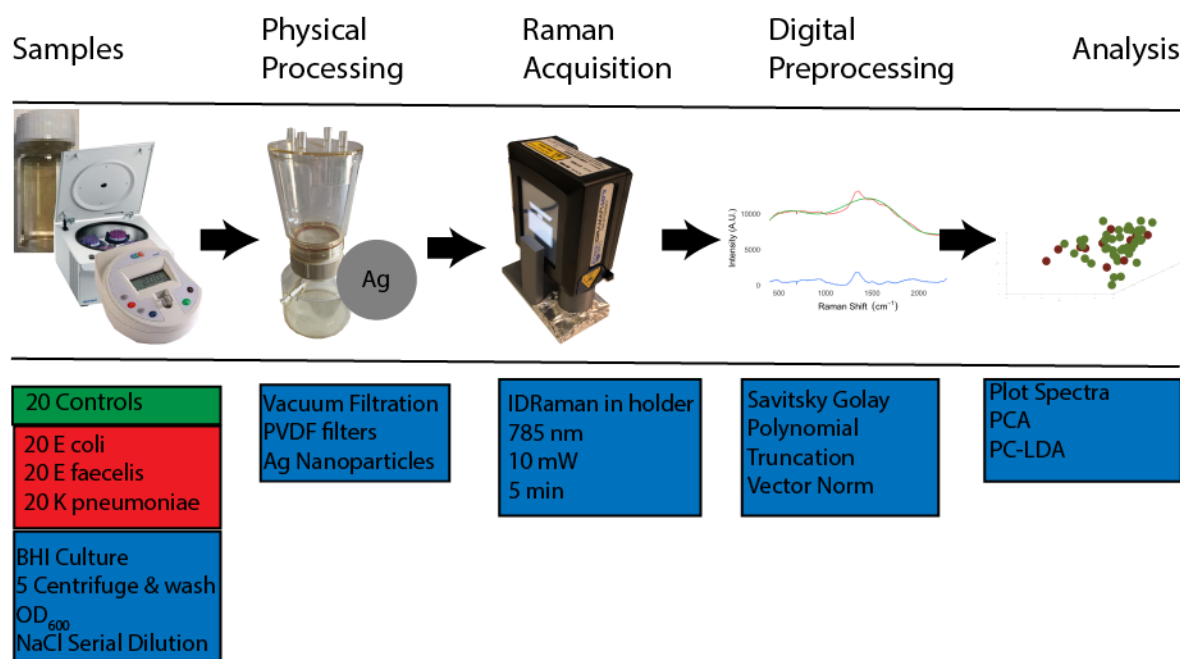 Samples
Physical
Processing
Raman
Acquisition
Digital
Preprocessing
Analysis
Ag
Intensity (A.U.)
10000
5000
0
500
1000
1500
2000
Raman Shift (cm⁻¹)
20 Controls
20 E coli
20 E faecelis
20 K pneumoniae
BHI Culture
5 Centrifuge & wash
OD₆₀₀
NaCl Serial Dilution
Vacuum Filtration
PVDF filters
Ag Nanoparticles
IDRaman in holder
785 nm
10 mW
5 min
Savitsky Golay
Polynomial
Truncation
Vector Norm
Plot Spectra
PCA
PC-LDA